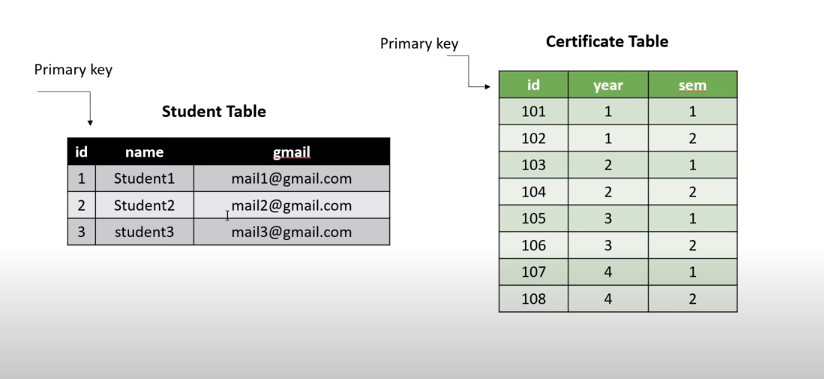 Primary key
Student Table
id name gmail
1 Student1 mail1@gmail.com
2 Student2 mail2@gmail.com
3 student3 mail3@gmail.com
Primary key
Certificate Table
id year sem
101 1 1
102 1 2
103 2 1
104 2 2
105 3 1
106 3 2
107 4 1
108 4 2